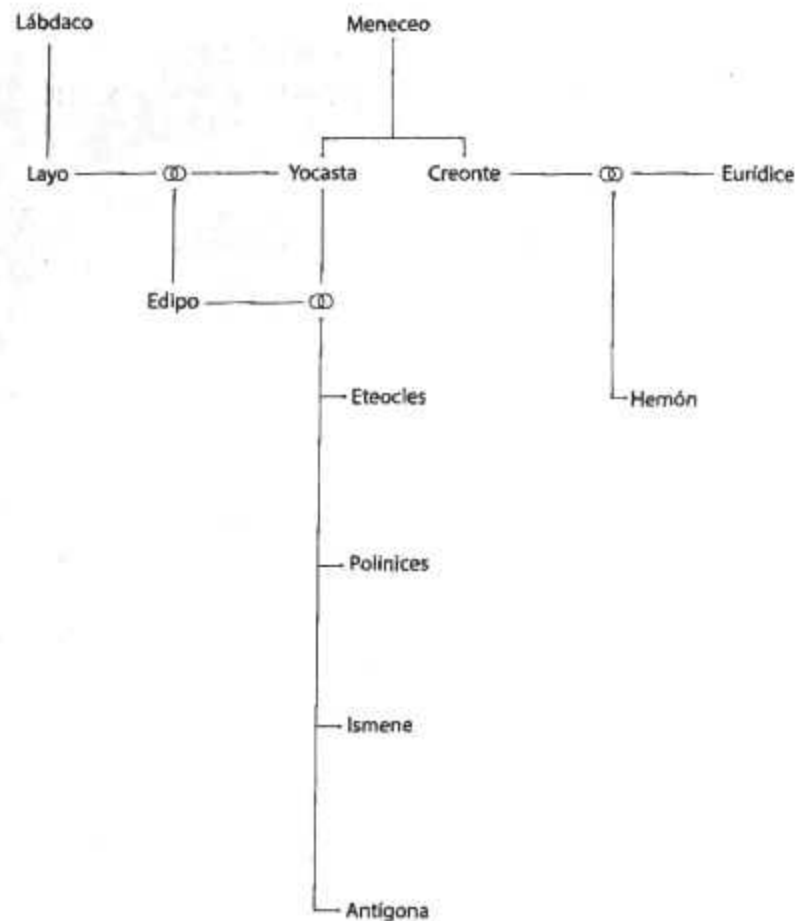 Lábdaco Meneceo
Layo Yocasta Creonte Eurídice
Edipo
Eteocles Hemón
Polinices
Ismene
Antígona